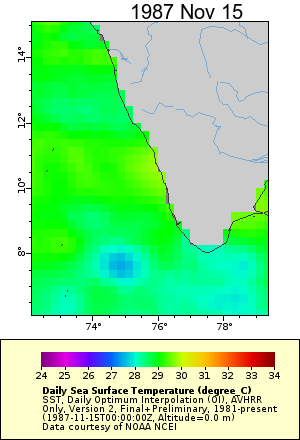 1987 Nov 15
14°
12°
10°
8°
74°
76°
78°
24 25 26 27 28 29 30 31 32 33 34
Daily Sea Surface Temperature (degree_C)
SST, Daily Optimum Interpolation (OI), AVHRR
Only, Version 2, Final+Preliminary, 1981-present
(1987-11-15T00:00:00Z, Altitude=0.0 m)
Data courtesy of NOAA NCEI